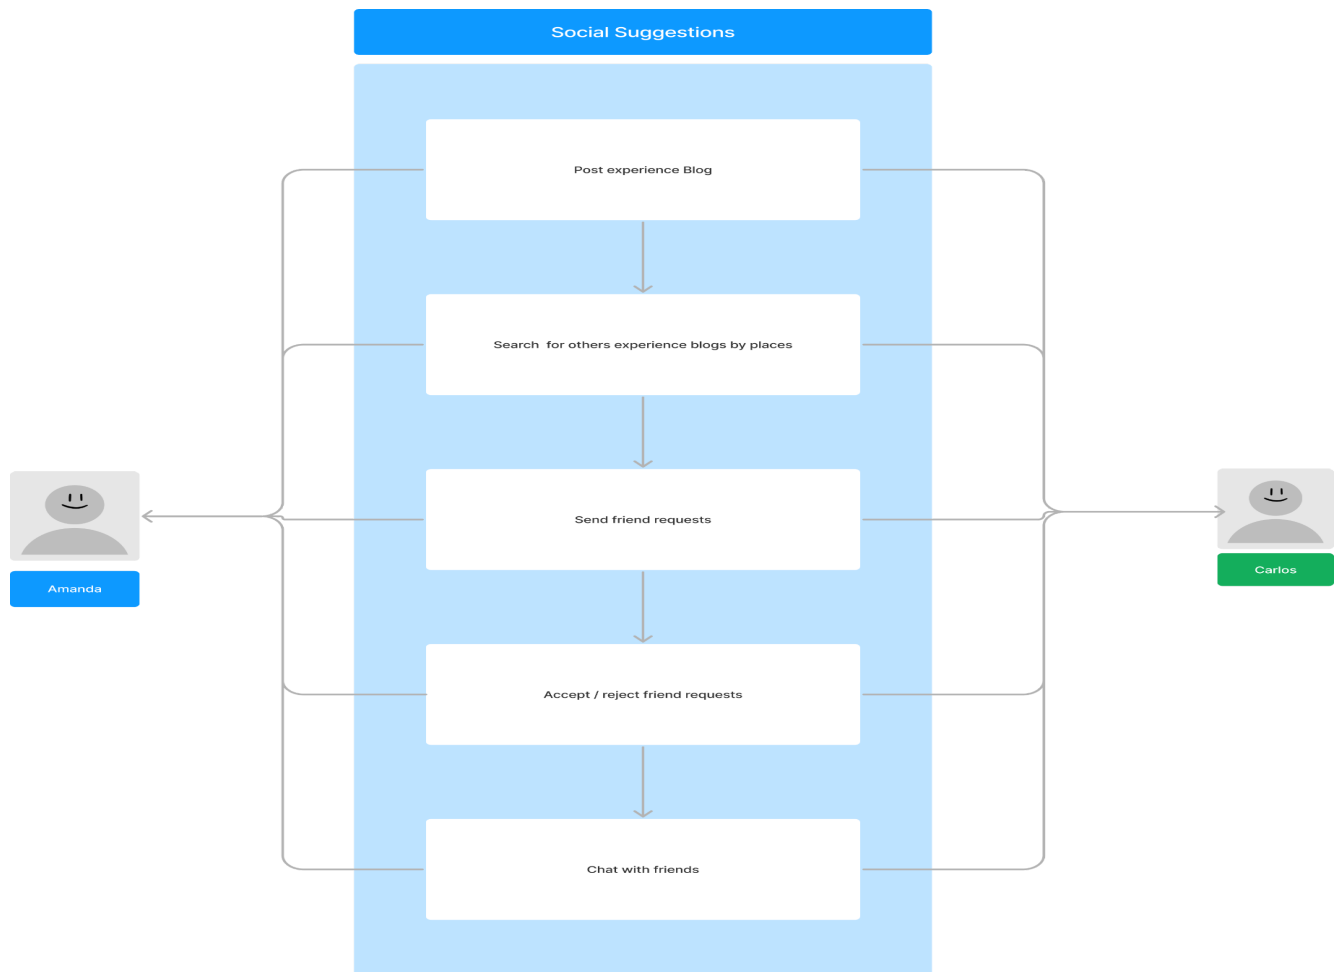 Social Suggestions
Post experience Blog
Search  for others experience blogs by places
Send friend requests
Amanda
Carlos
Accept / reject friend requests
Chat with friends